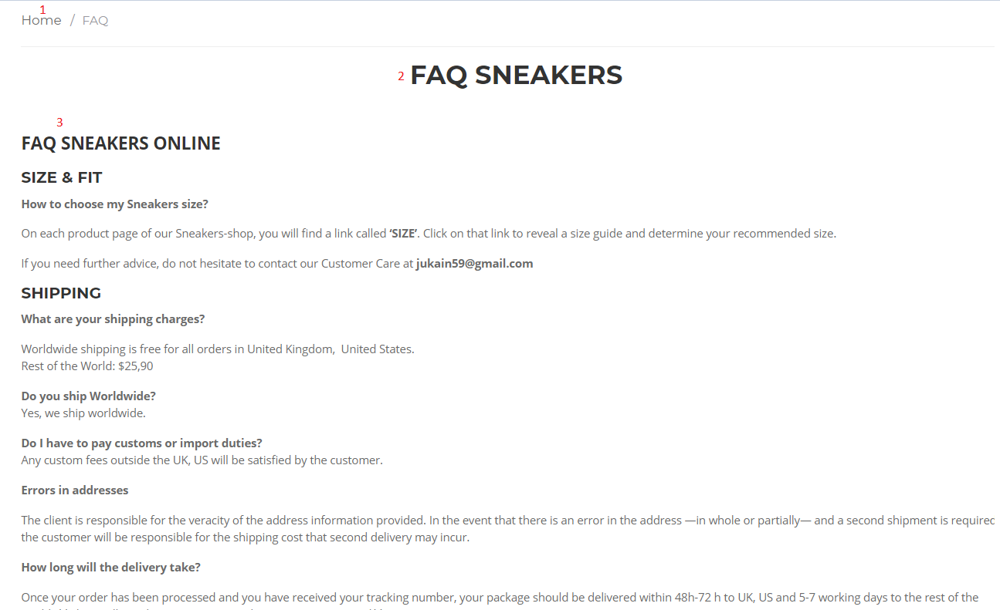 1
Home / FAQ
2 FAQ SNEAKERS
3
FAQ SNEAKERS ONLINE
SIZE & FIT
How to choose my Sneakers size?
On each product page of our Sneakers-shop, you will find a link called ‘SIZE’. Click on that link to reveal a size guide and determine your recommended size.
If you need further advice, do not hesitate to contact our Customer Care at jukain59@gmail.com
SHIPPING
What are your shipping charges?
Worldwide shipping is free for all orders in United Kingdom,  United States.
Rest of the World: $25,90
Do you ship Worldwide?
Yes, we ship worldwide.
Do I have to pay customs or import duties?
Any custom fees outside the UK, US will be satisfied by the customer.
Errors in addresses
The client is responsible for the veracity of the address information provided. In the event that there is an error in the address —in whole or partially— and a second shipment is
the customer will be responsible for the shipping cost that second delivery may incur.
How long will the delivery take?
Once your order has been processed and you have received your tracking number, your package should be delivered within 48h-72 h to UK, US and 5-7 working days to the rest of the